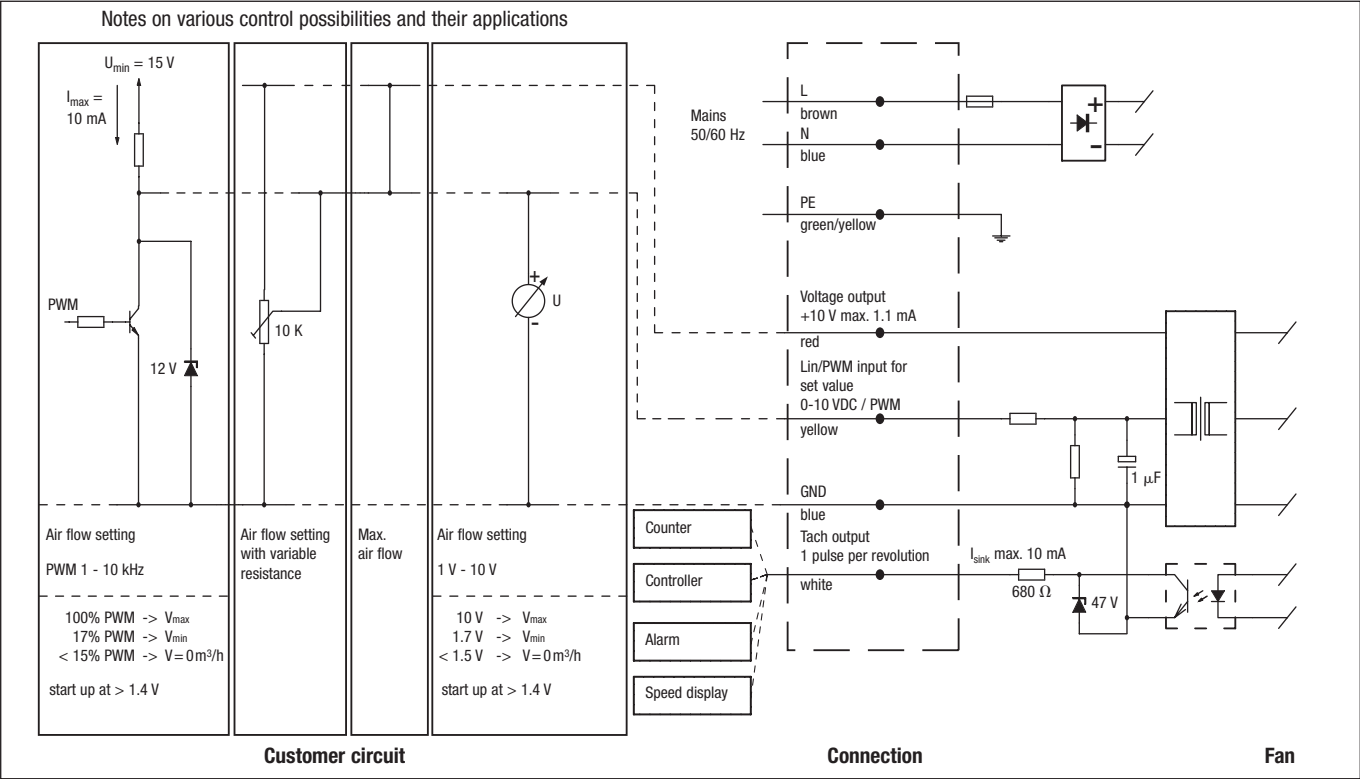 Notes on various control possibilities and their applications
Umin = 15 V
Imax =
10 mA
PWM
12 V
10 K
+
U
-
Air flow setting
PWM 1 - 10 kHz
100% PWM -> Vmax
17% PWM -> Vmin
< 15% PWM -> V = 0 m³/h
start up at > 1.4 V
Air flow setting
with variable
resistance
Max.
air flow
Air flow setting
1 V - 10 V
10 V -> Vmax
1.7 V -> Vmin
< 1.5 V -> V = 0 m³/h
start up at > 1.4 V
Counter
Controller
Alarm
Speed display
Mains
50/60 Hz
L
brown
N
blue
PE
green/yellow
+
-
Voltage output
+10 V max. 1.1 mA
red
Lin/PWM input for
set value
0-10 VDC / PWM
yellow
1 µF
GND
blue
Tach output
1 pulse per revolution
white
Isink max. 10 mA
680 Ω
47 V
Customer circuit
Connection
Fan